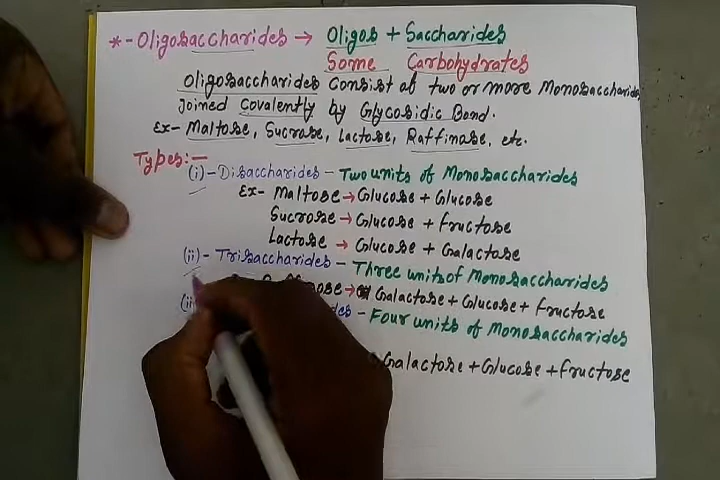 *- Oligosaccharides → Oligos + Saccharides
Some Carbohydrates
Oligosaccharides Consist of two or more Monosaccharides
Joined Covalently by Glycosidic Bond.
Ex- Maltose, Sucrose, Lactose, Raffinase, etc.
Types:-
(i)- Disaccharides - Two units of Monosaccharides
Ex- Maltose → Glucose + Glucose
Sucrose → Glucose + fructose
Lactose → Glucose + Galactose
(ii)- Trisaccharides - Three units of Monosaccharides
→ Galactose + Glucose + fructose
- Four units of Monosaccharides
Galactose + Glucose + fructose